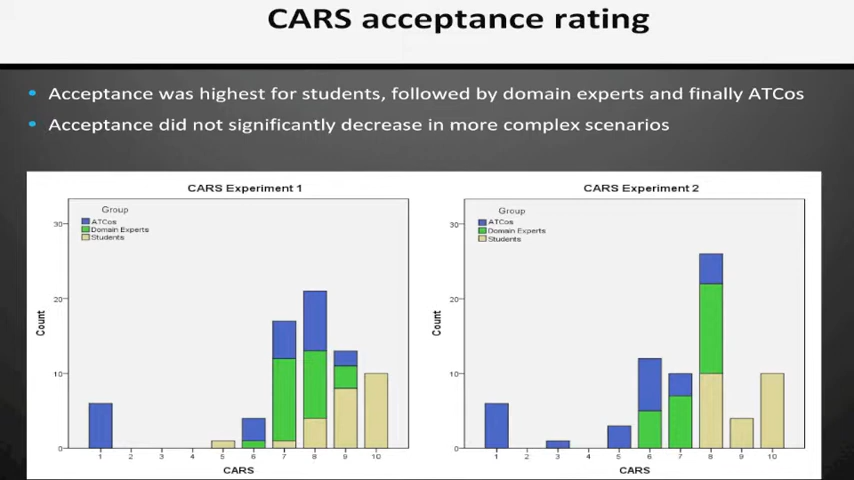 CARS acceptance rating
• Acceptance was highest for students, followed by domain experts and finally ATCos
• Acceptance did not significantly decrease in more complex scenarios
CARS Experiment 1
Group
ATCos
Domain Experts
Students
30
20
10
0
Count
1 2 3 4 5 6 7 8 9 10
CARS
CARS Experiment 2
Group
ATCos
Domain Experts
Students
30
20
10
0
Count
1 2 3 4 5 6 7 8 9 10
CARS